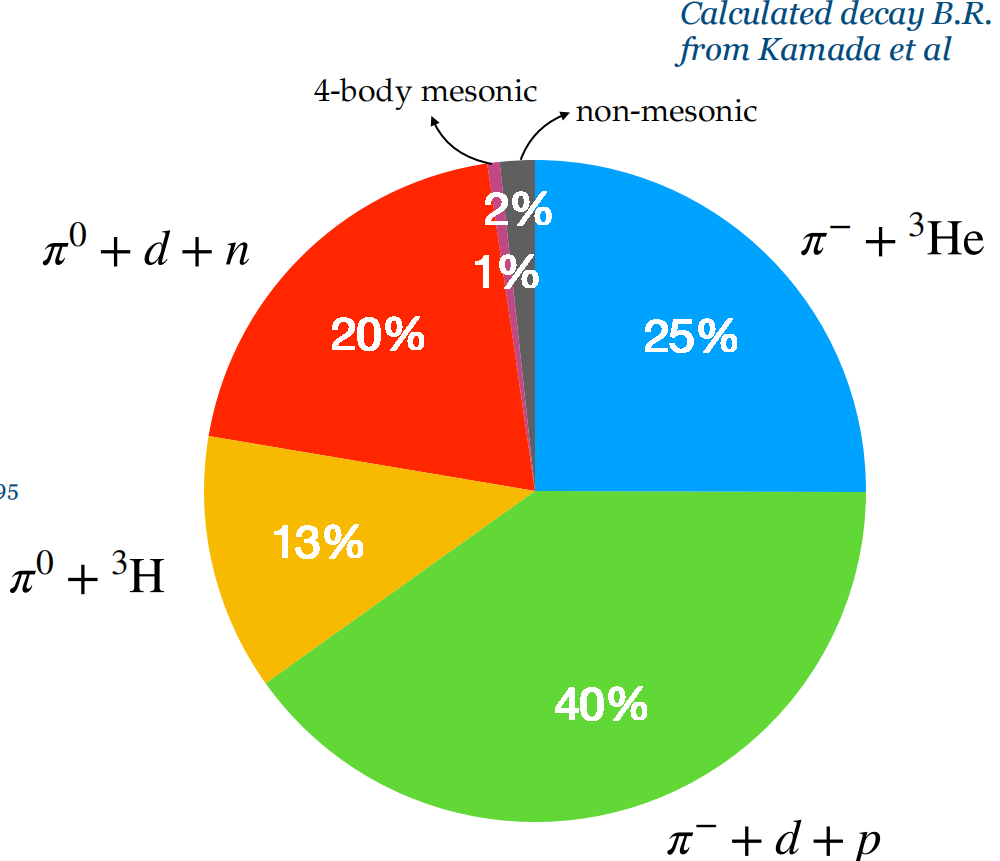 Calculated decay B.R.
from Kamada et al
4-body mesonic
non-mesonic
2%
π⁰ + d + n
π⁻ + ³He
1%
20%
25%
95
13%
π⁰ + ³H
40%
π⁻ + d + p